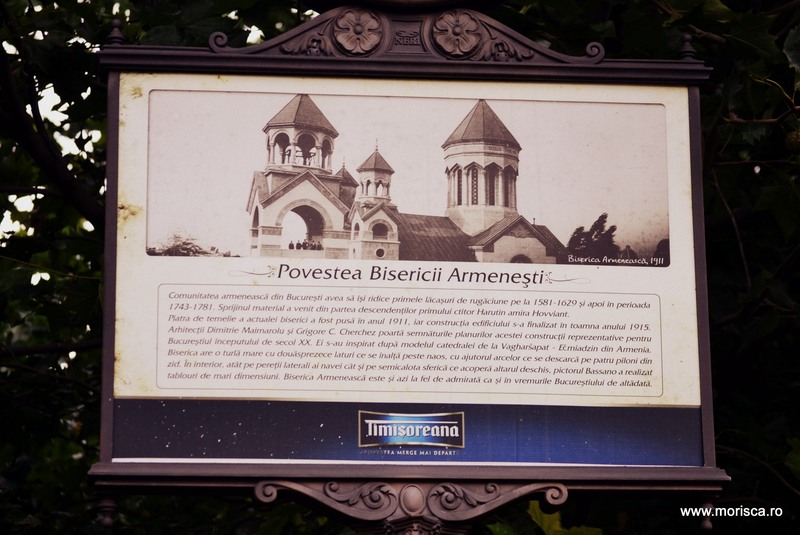 Biserica Armenească, 1911
Povestea Bisericii Armenești
Comunitatea armenească din București avea să își ridice primele lăcașuri de rugăciune pe la 1581-1629 și apoi în perioada
1743-1781. Sprijinul material a venit din partea descendenților primului ctitor Harutin amira Hovviant.
Piatra de temelie a actualei biserici a fost pusă în anul 1911, iar construcția edificiului s-a finalizat în toamna anului 1915.
Arhitecții Dimitrie Maimarolu și Grigore C. Cherchez poartă semnăturile planurilor acestei construcții reprezentative pentru
Bucureștiul începutului de secol XX. Ei s-au inspirat după modelul catedralei de la Vagharșapat - Ecimiadzin din Armenia.
Biserica are o turlă mare cu douăsprezece laturi ce se înalță peste naos, cu ajutorul arcelor ce se descarcă pe patru piloni din
zid. În interior, atât pe pereții laterali ai navei cât și pe semicalota sferică ce acoperă altarul deschis, pictorul Bassano a realizat
tablouri de mari dimensiuni. Biserica Armenească este și azi la fel de admirată ca și în vremurile Bucureștiului de altădată.
Timișoreana
POVESTEA MERGE MAI DEPARTE
www.morisca.ro